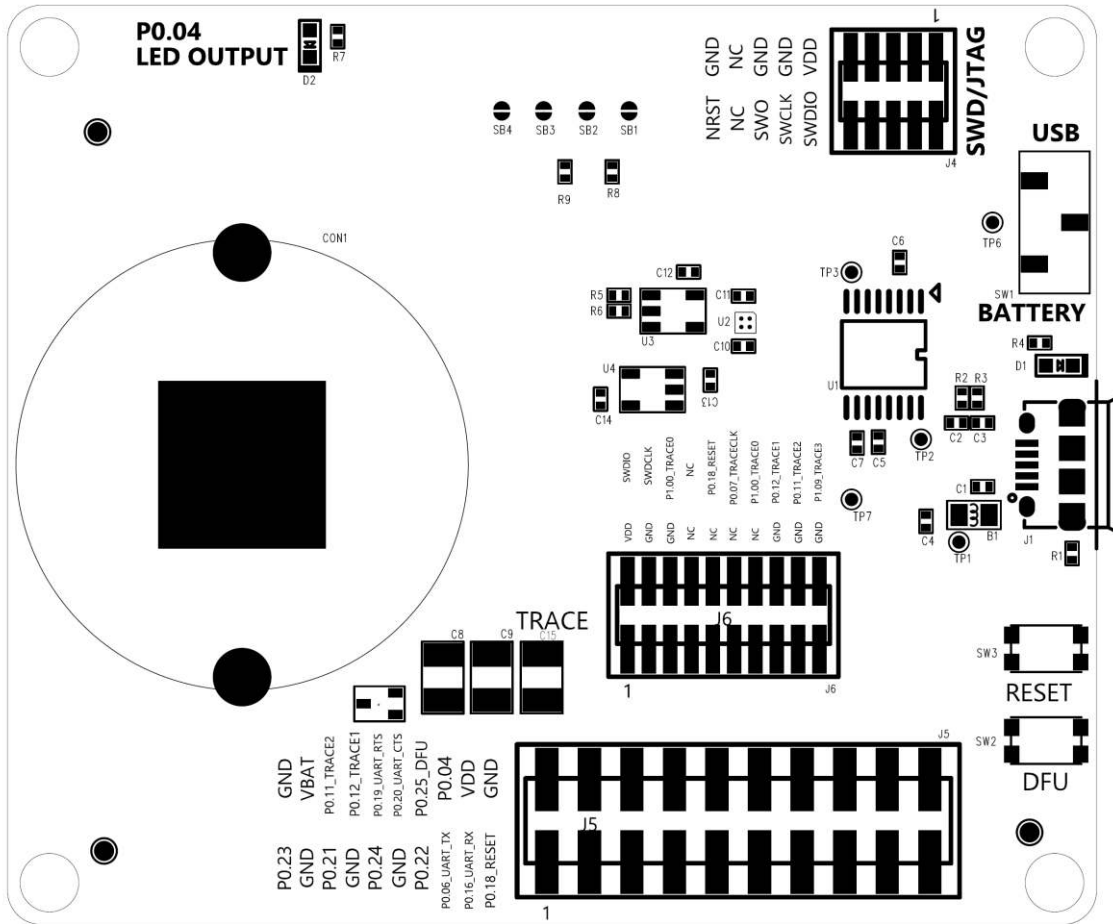 P0.04
LED OUTPUT
D2
R7
SB4
SB3
SB2
SB1
R9
R8
GND
NC
GND
GND
VDD
NRST
NC
SWO
SWCLK
SWDIO
1
J4
SWD/JTAG
USB
SW1
BATTERY
TP6
CON1
C12
R5
R6
U3
C11
U2
C10
U4
C13
C14
TP3
C6
U1
R4
D1
R2
R3
C2
C3
C7
C5
TP2
C1
TP7
C4
B1
TP1
J1
R1
SWDIO
SWDCLK
P1.00_TRACE0
NC
P0.18_RESET
P0.07_TRACECLK
P1.00_TRACE0
P0.12_TRACE1
P0.11_TRACE2
P1.09_TRACE3
VDD
GND
GND
NC
NC
NC
NC
GND
GND
GND
TRACE
J6
1
J6
C8
C9
C15
SW3
RESET
SW2
DFU
GND
VBAT
P0.11_TRACE2
P0.12_TRACE1
P0.19_UART_RTS
P0.20_UART_CTS
P0.25_DFU
P0.04
VDD
GND
P0.23
GND
P0.21
GND
P0.24
GND
P0.22
P0.06_UART_TX
P0.16_UART_RX
P0.18_RESET
J5
J5
1